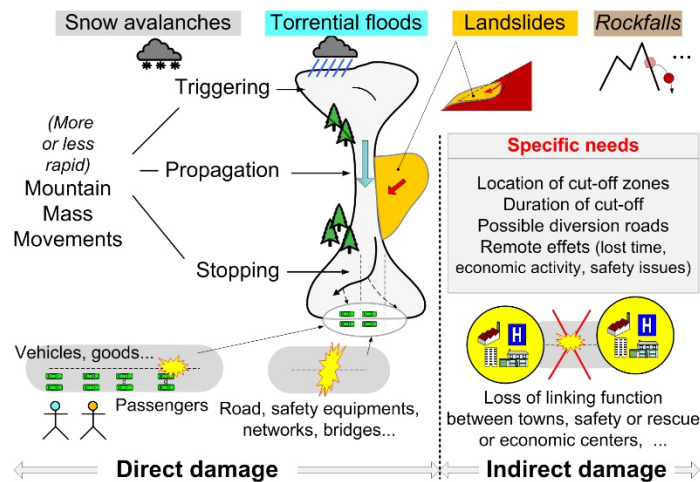 Snow avalanches
Torrential floods
Landslides
Rockfalls
...
Triggering
(More
or less
rapid)
Mountain
Mass
Movements
Propagation
Stopping
Specific needs
Location of cut-off zones
Duration of cut-off
Possible diversion roads
Remote effets (lost time,
economic activity, safety issues)
Vehicles, goods...
Passengers
Road, safety equipments,
networks, bridges...
H
H
Loss of linking function
between towns, safety or rescue
or economic centers, ...
Direct damage
Indirect damage